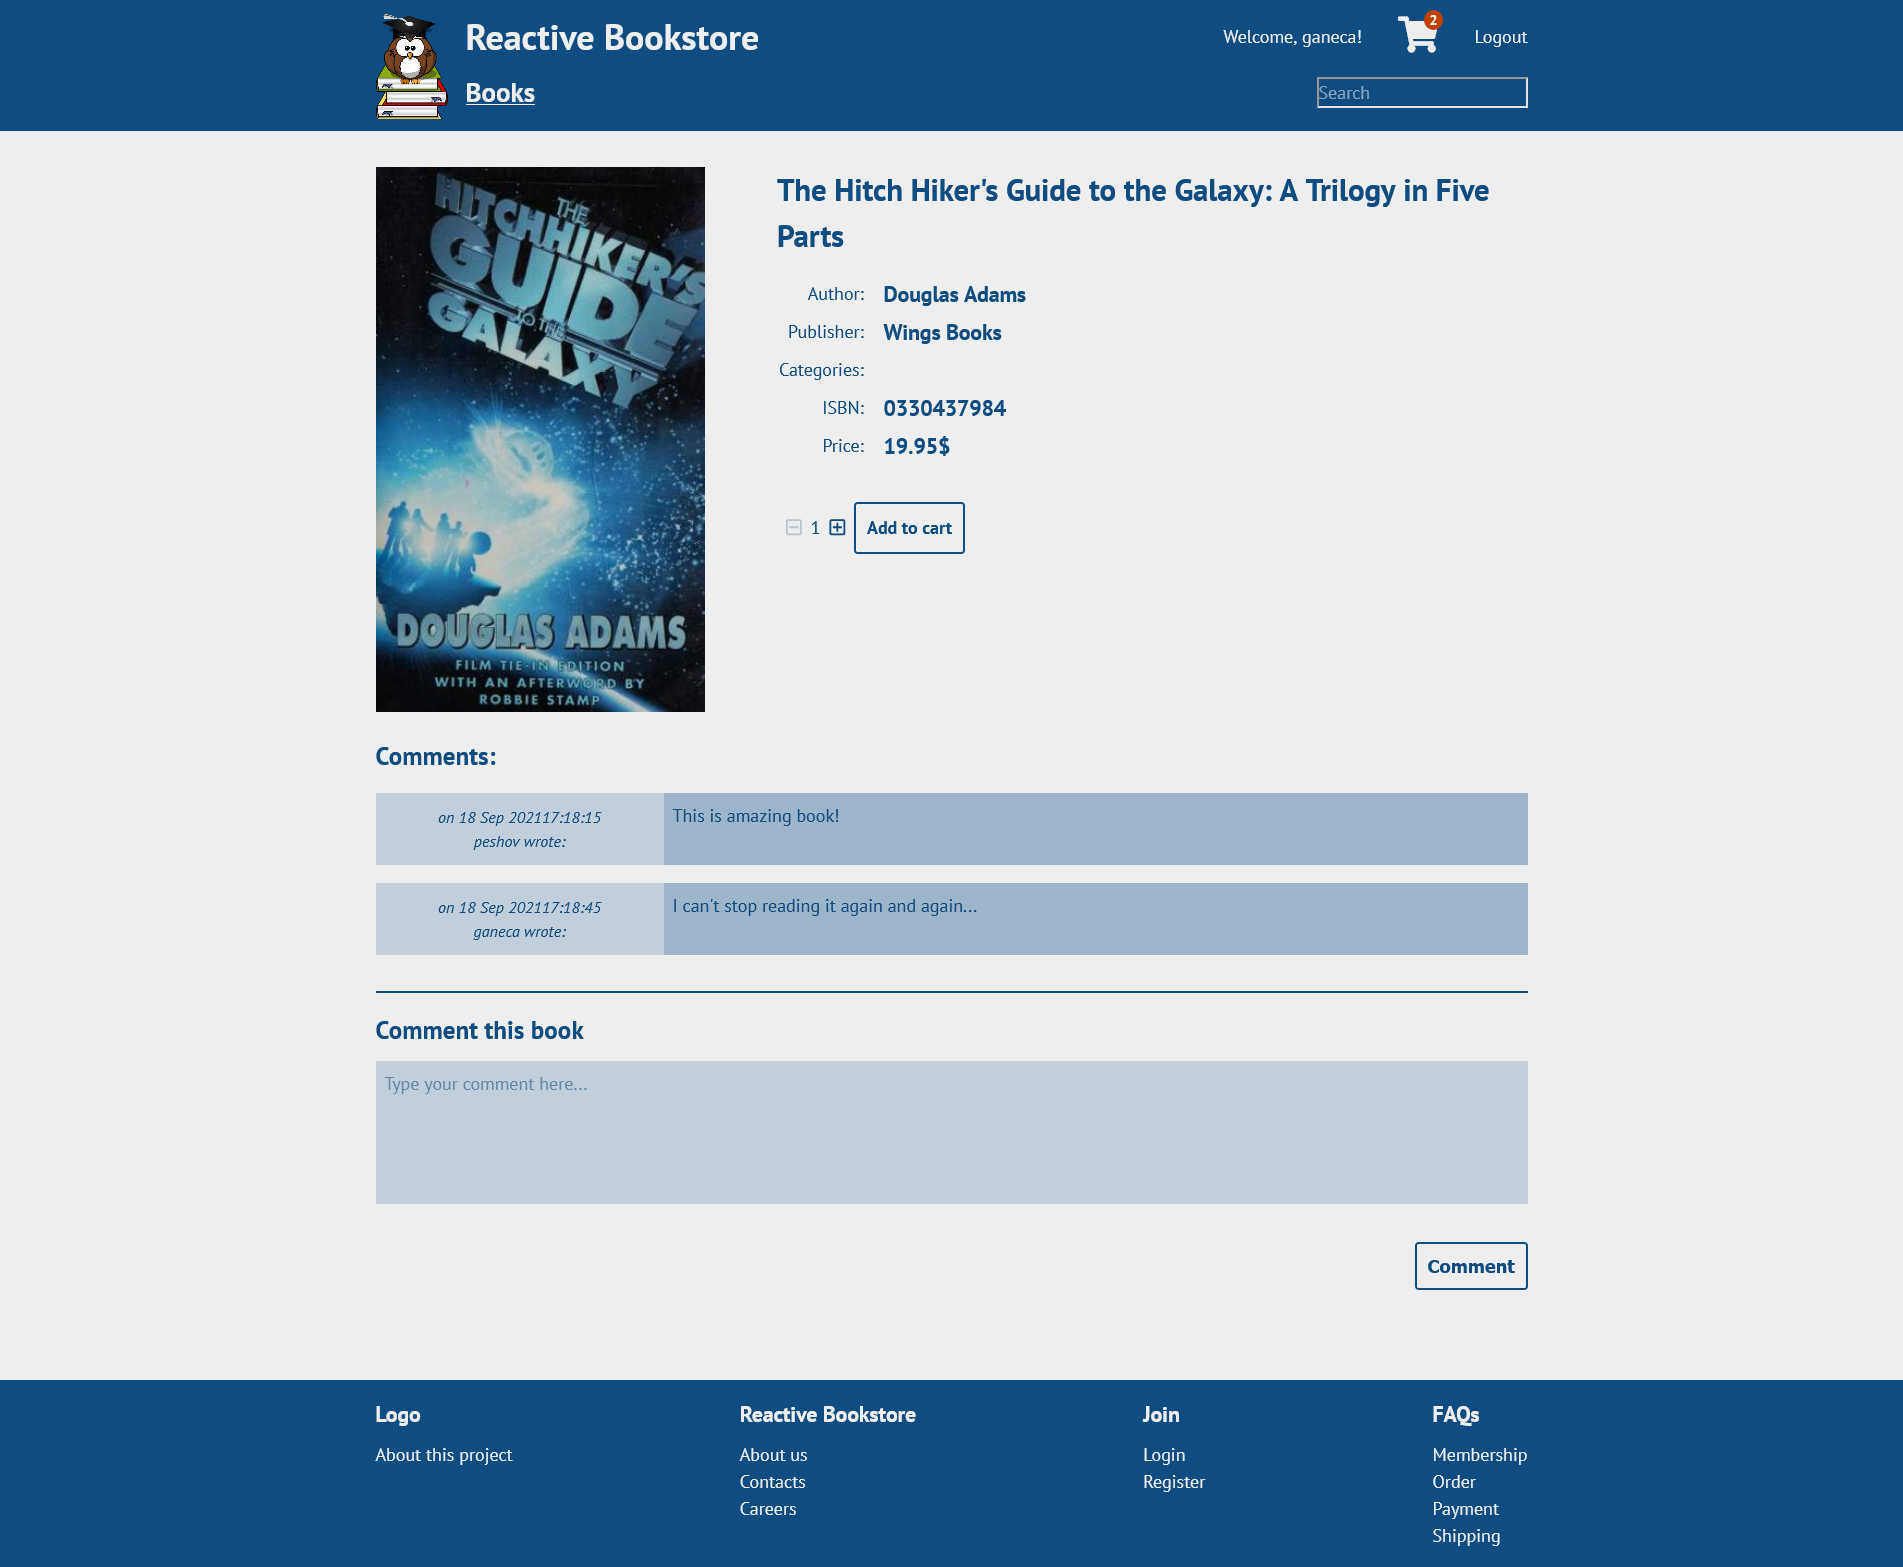 Reactive Bookstore
Welcome, ganeca!
2
Logout
Books
Search
THE
HITCHHIKER'S
GUIDE
TO THE
GALAXY
DOUGLAS ADAMS
FILM TIE-IN EDITION
WITH AN AFTERWORD BY
ROBBIE STAMP
The Hitch Hiker's Guide to the Galaxy: A Trilogy in Five
Parts
Author: Douglas Adams
Publisher: Wings Books
Categories:
ISBN: 0330437984
Price: 19.95$
1 Add to cart
Comments:
on 18 Sep 202117:18:15
peshov wrote:
This is amazing book!
on 18 Sep 202117:18:45
ganeca wrote:
I can't stop reading it again and again...
Comment this book
Type your comment here...
Comment
Logo
About this project
Reactive Bookstore
About us
Contacts
Careers
Join
Login
Register
FAQs
Membership
Order
Payment
Shipping